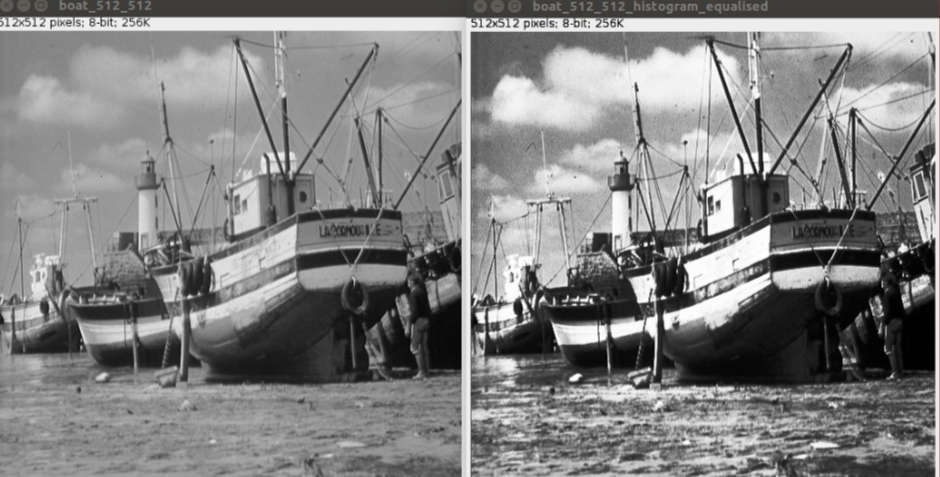 boat_512_512
512x512 pixels; 8-bit; 256K
boat_512_512_histogram_equalised
512x512 pixels; 8-bit; 256K